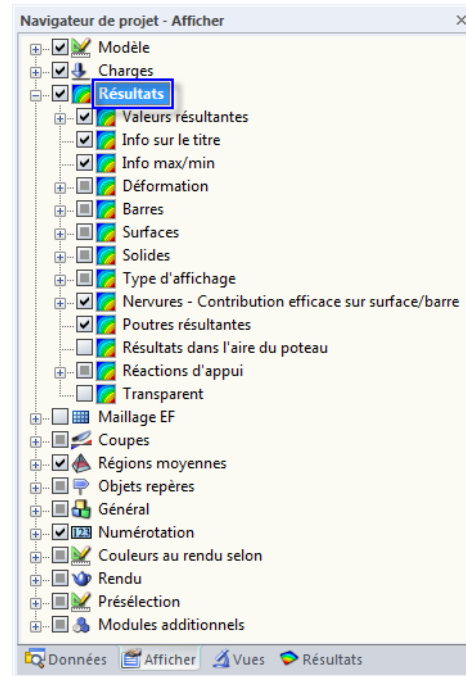 Navigateur de projet - Afficher
Modèle
Charges
Résultats
Valeurs résultantes
Info sur le titre
Info max/min
Déformation
Barres
Surfaces
Solides
Type d'affichage
Nervures - Contribution efficace sur surface/barre
Poutres résultantes
Résultats dans l'aire du poteau
Réactions d'appui
Transparent
Maillage EF
Coupes
Régions moyennes
Objets repères
Général
123 Numérotation
Couleurs au rendu selon
Rendu
Présélection
Modules additionnels
Données Afficher Vues Résultats